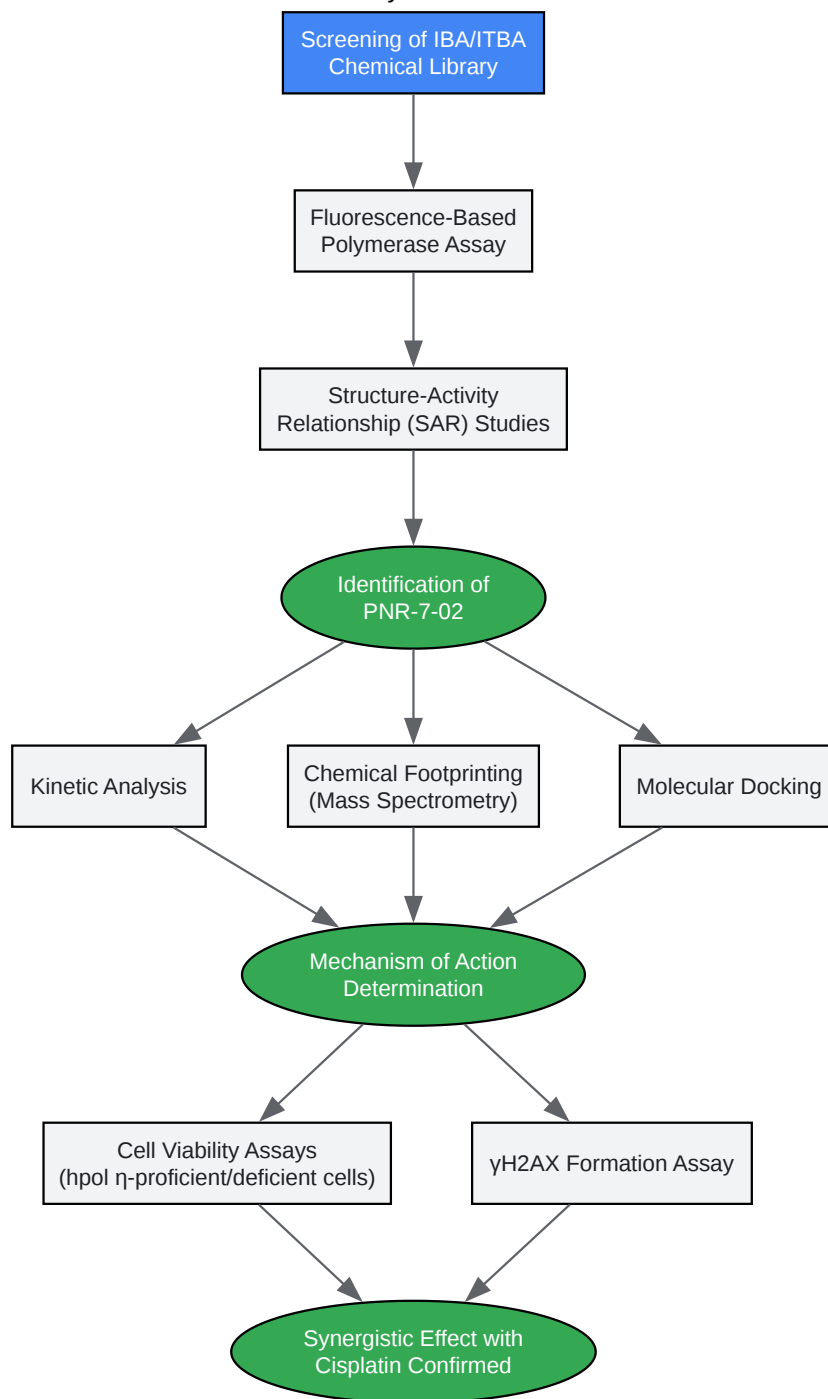 Screening of IBA/ITBA
Chemical Library
Fluorescence-Based
Polymerase Assay
Structure-Activity
Relationship (SAR) Studies
Identification of
PNR-7-02
Kinetic Analysis
Chemical Footprinting
(Mass Spectrometry)
Molecular Docking
Mechanism of Action
Determination
Cell Viability Assays
(hpol η-proficient/deficient cells)
γH2AX Formation Assay
Synergistic Effect with
Cisplatin Confirmed